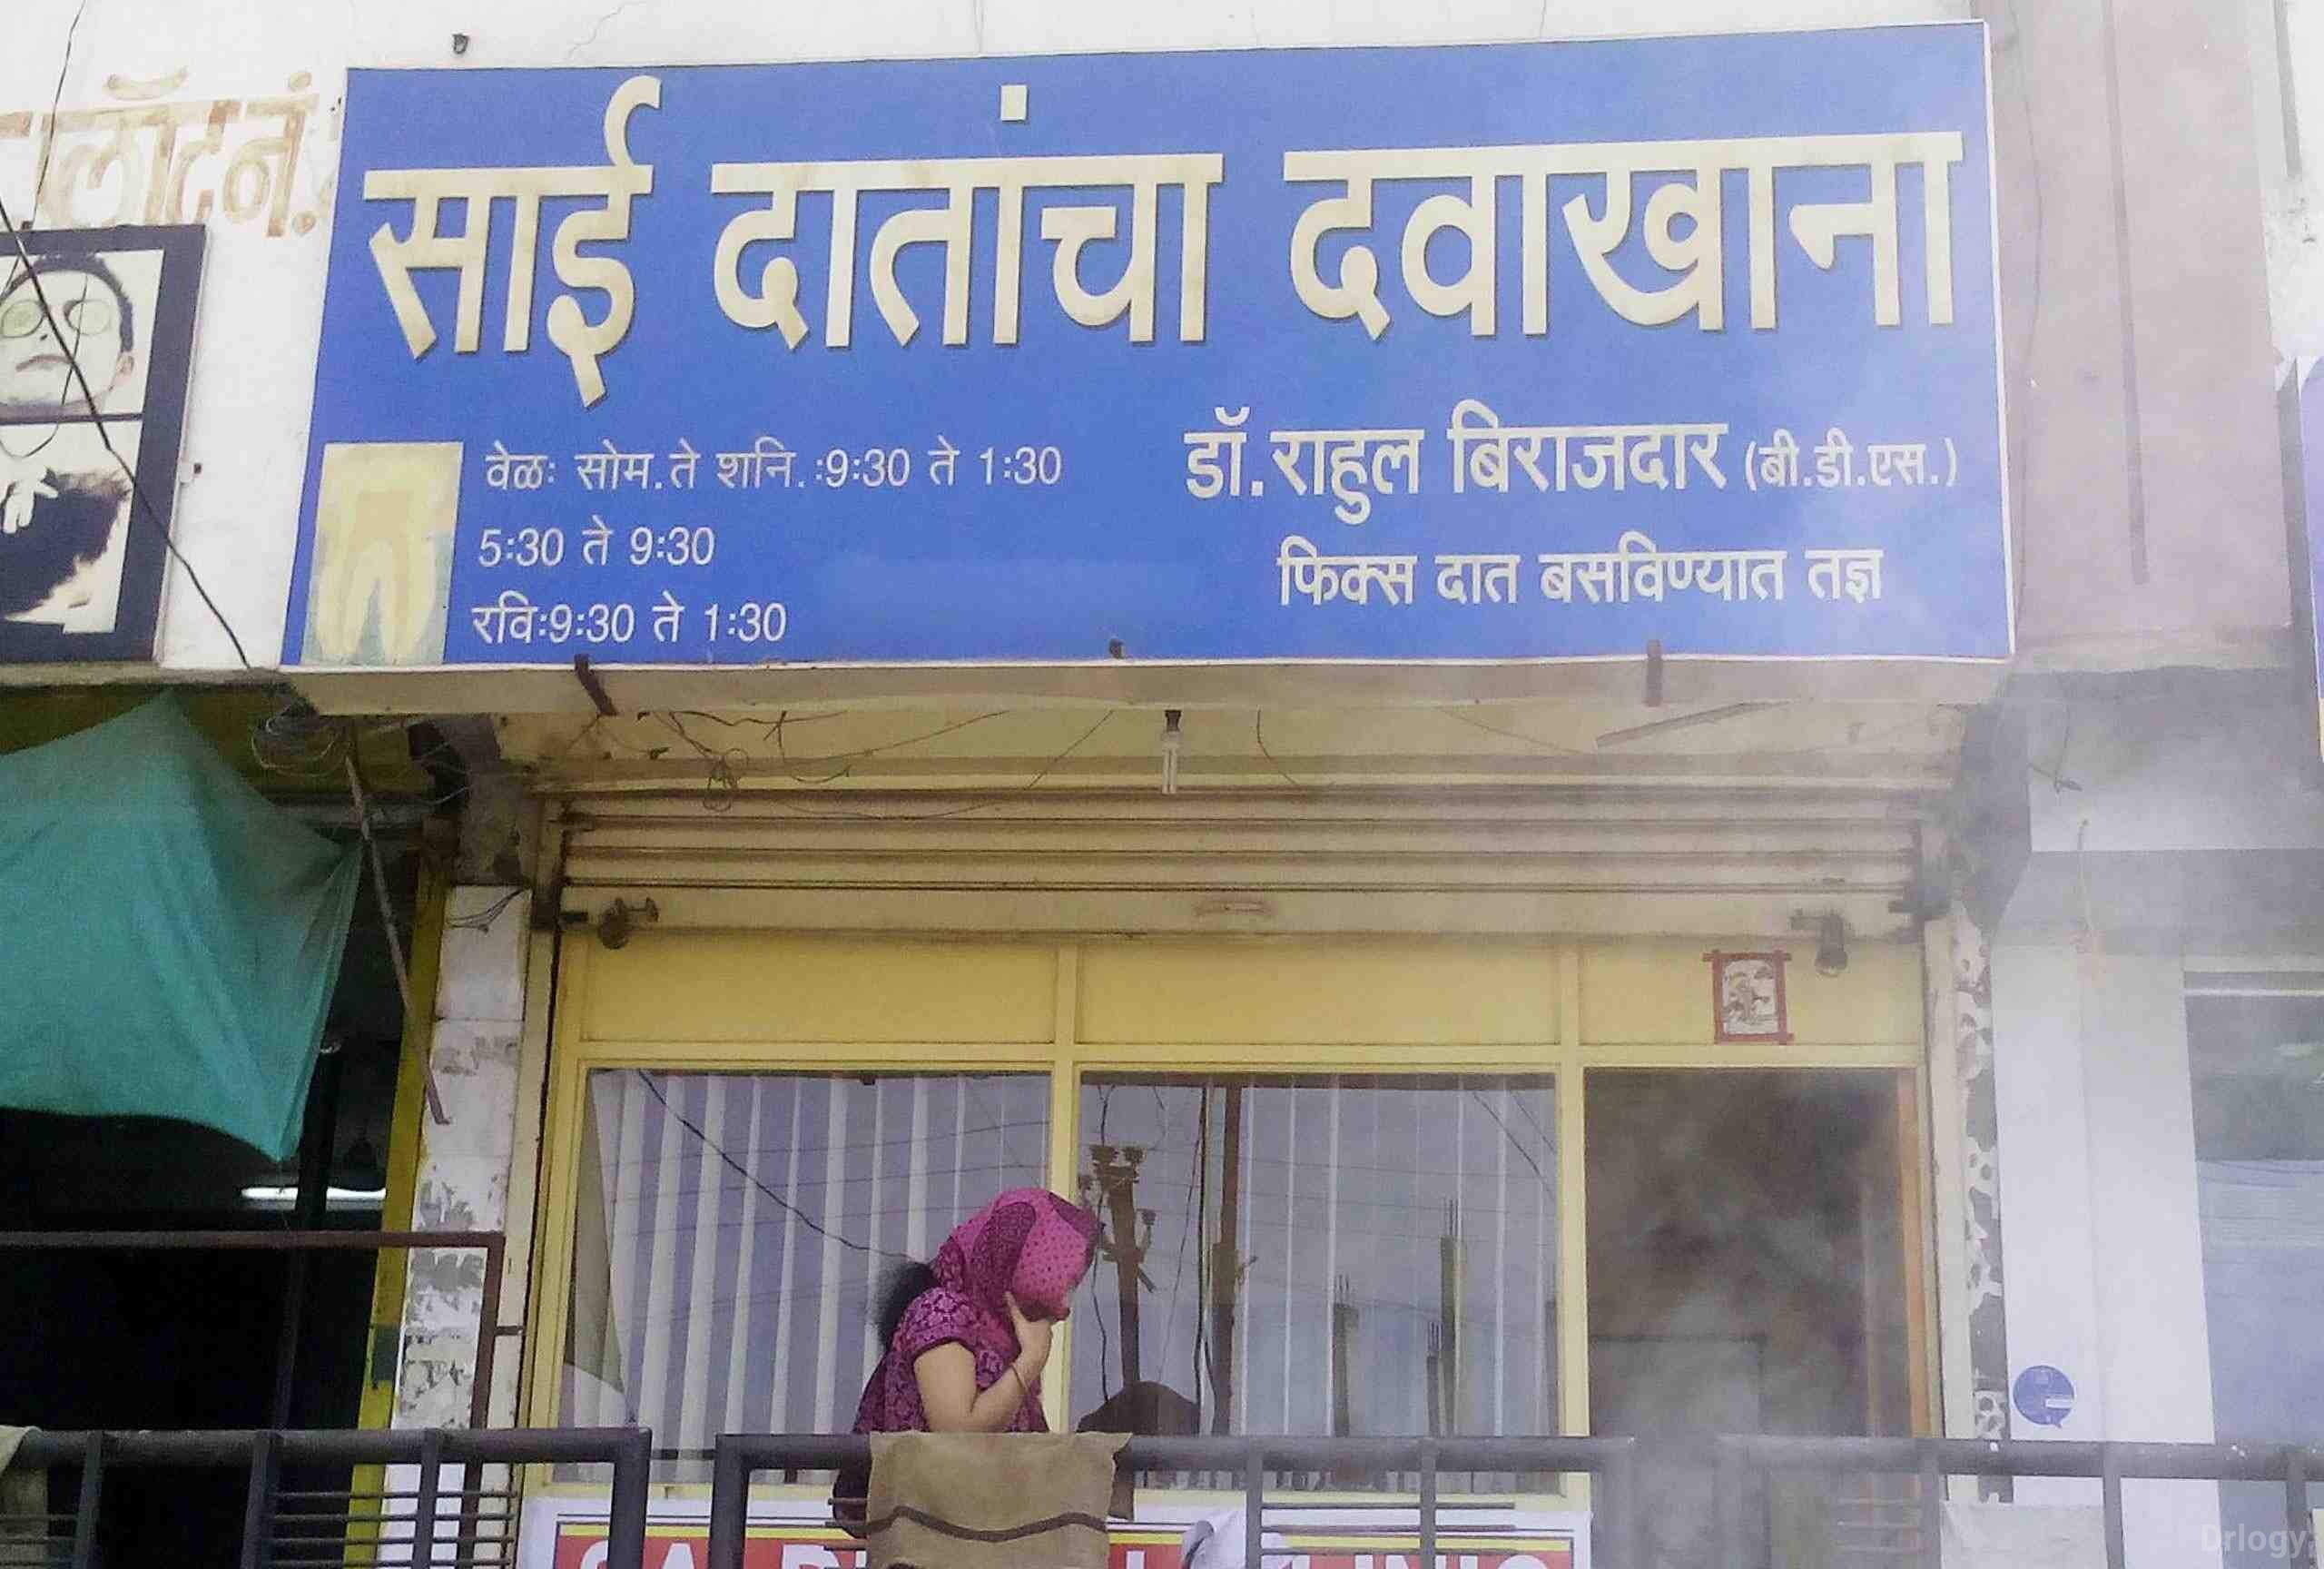 लॉटनं.
साई दातांचा दवाखाना
वेळः सोम.ते शनि.:9:30 ते 1:30
5:30 ते 9:30
रविः9:30 ते 1:30
डॉ.राहुल बिराजदार (बी.डी.एस.)
फिक्स दात बसविण्यात तज्ञ
Drlogy